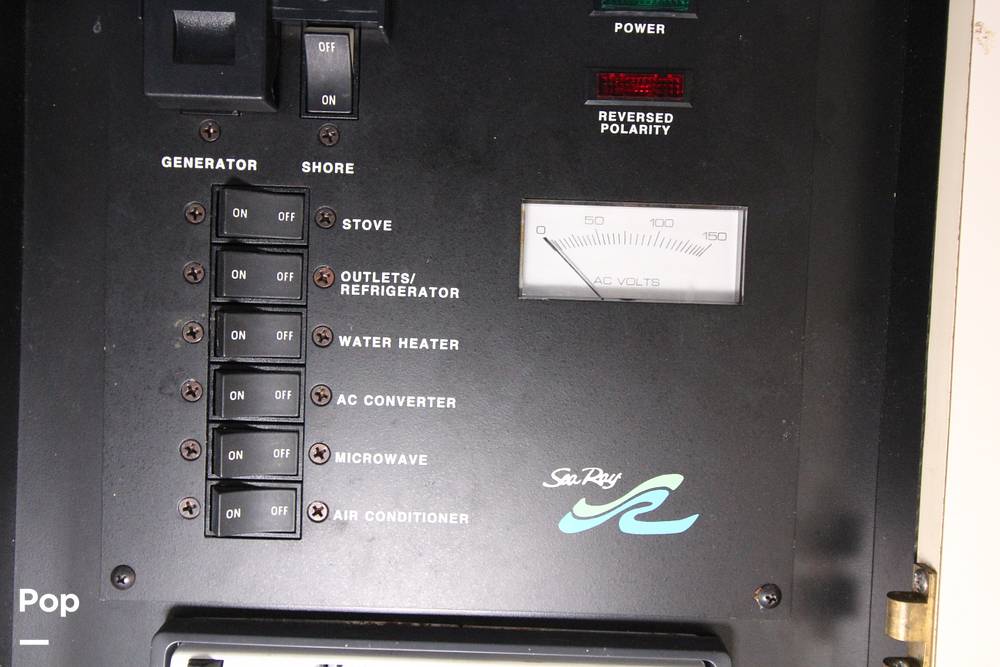 OFF
ON
POWER
REVERSED
POLARITY
GENERATOR
SHORE
ON OFF STOVE
ON OFF OUTLETS/
REFRIGERATOR
ON OFF WATER HEATER
ON OFF AC CONVERTER
ON OFF MICROWAVE
ON OFF AIR CONDITIONER
0 50 100 150
AC VOLTS
Sea Ray
Pop